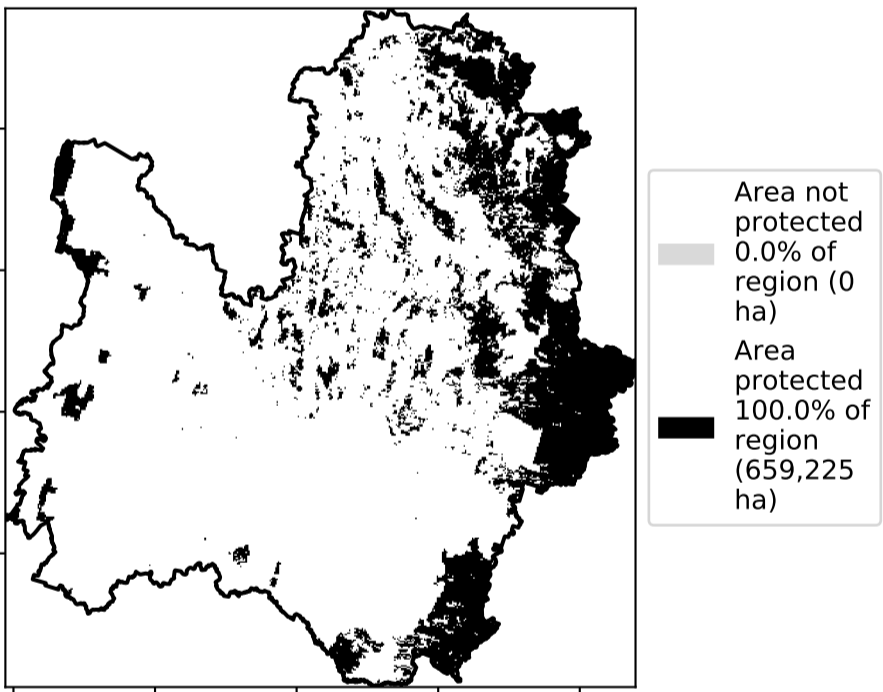 Area not
protected
0.0% of
region (0
ha)
Area
protected
100.0% of
region
(659,225
ha)